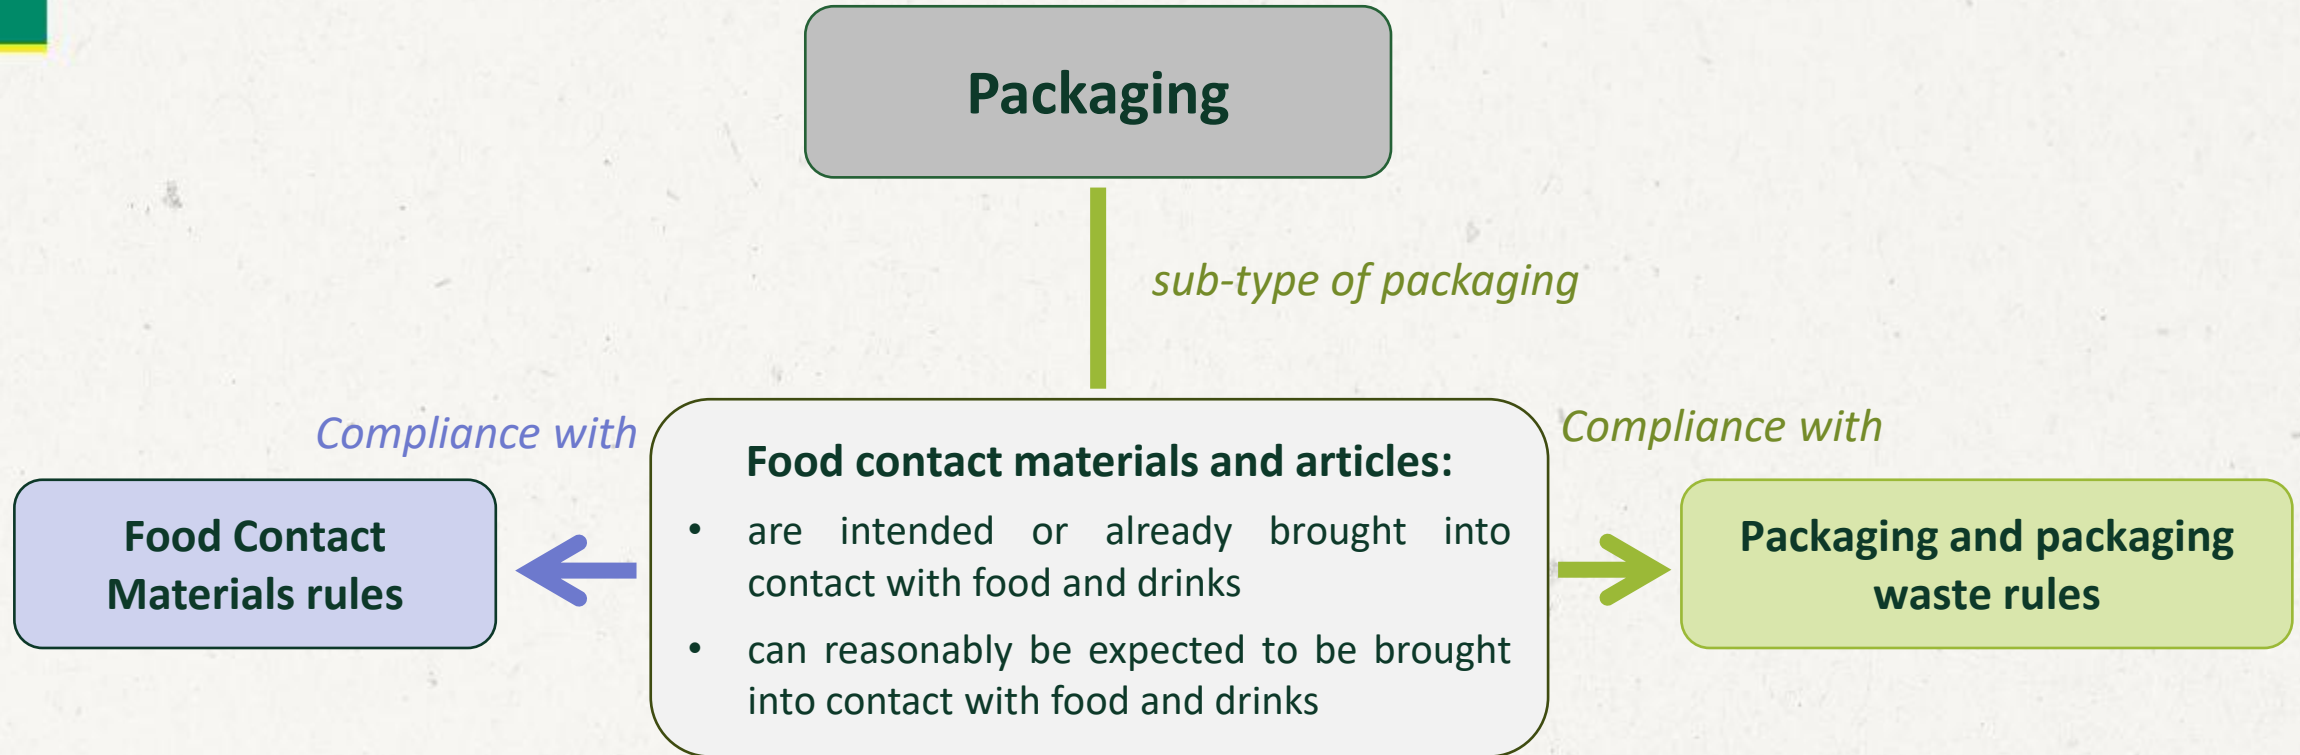 Packaging
sub-type of packaging
Compliance with
Food Contact
Materials rules
Food contact materials and articles:
• are intended or already brought into
contact with food and drinks
• can reasonably be expected to be brought
into contact with food and drinks
Compliance with
Packaging and packaging
waste rules